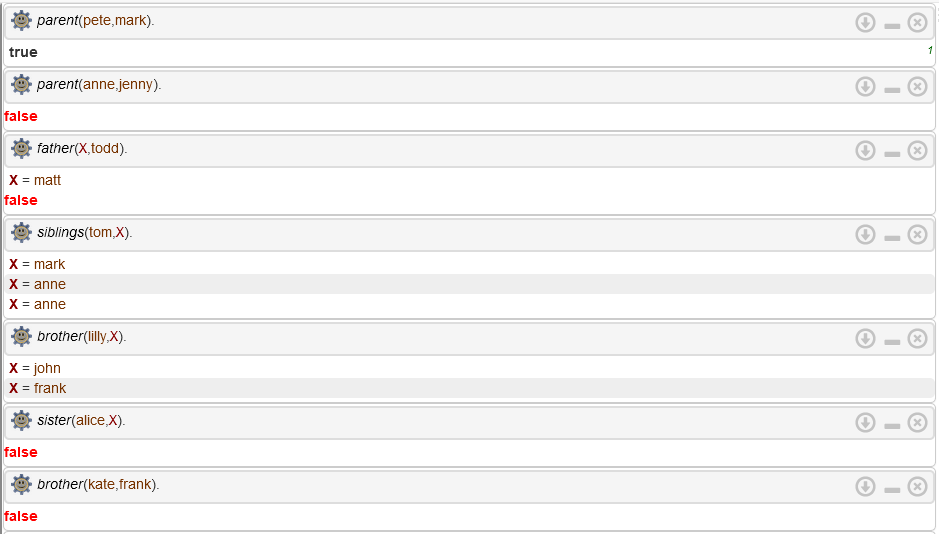 parent(pete,mark).
true
1
parent(anne,jenny).
false
father(X,todd).
X = matt
false
siblings(tom,X).
X = mark
X = anne
X = anne
brother(lilly,X).
X = john
X = frank
sister(alice,X).
false
brother(kate,frank).
false